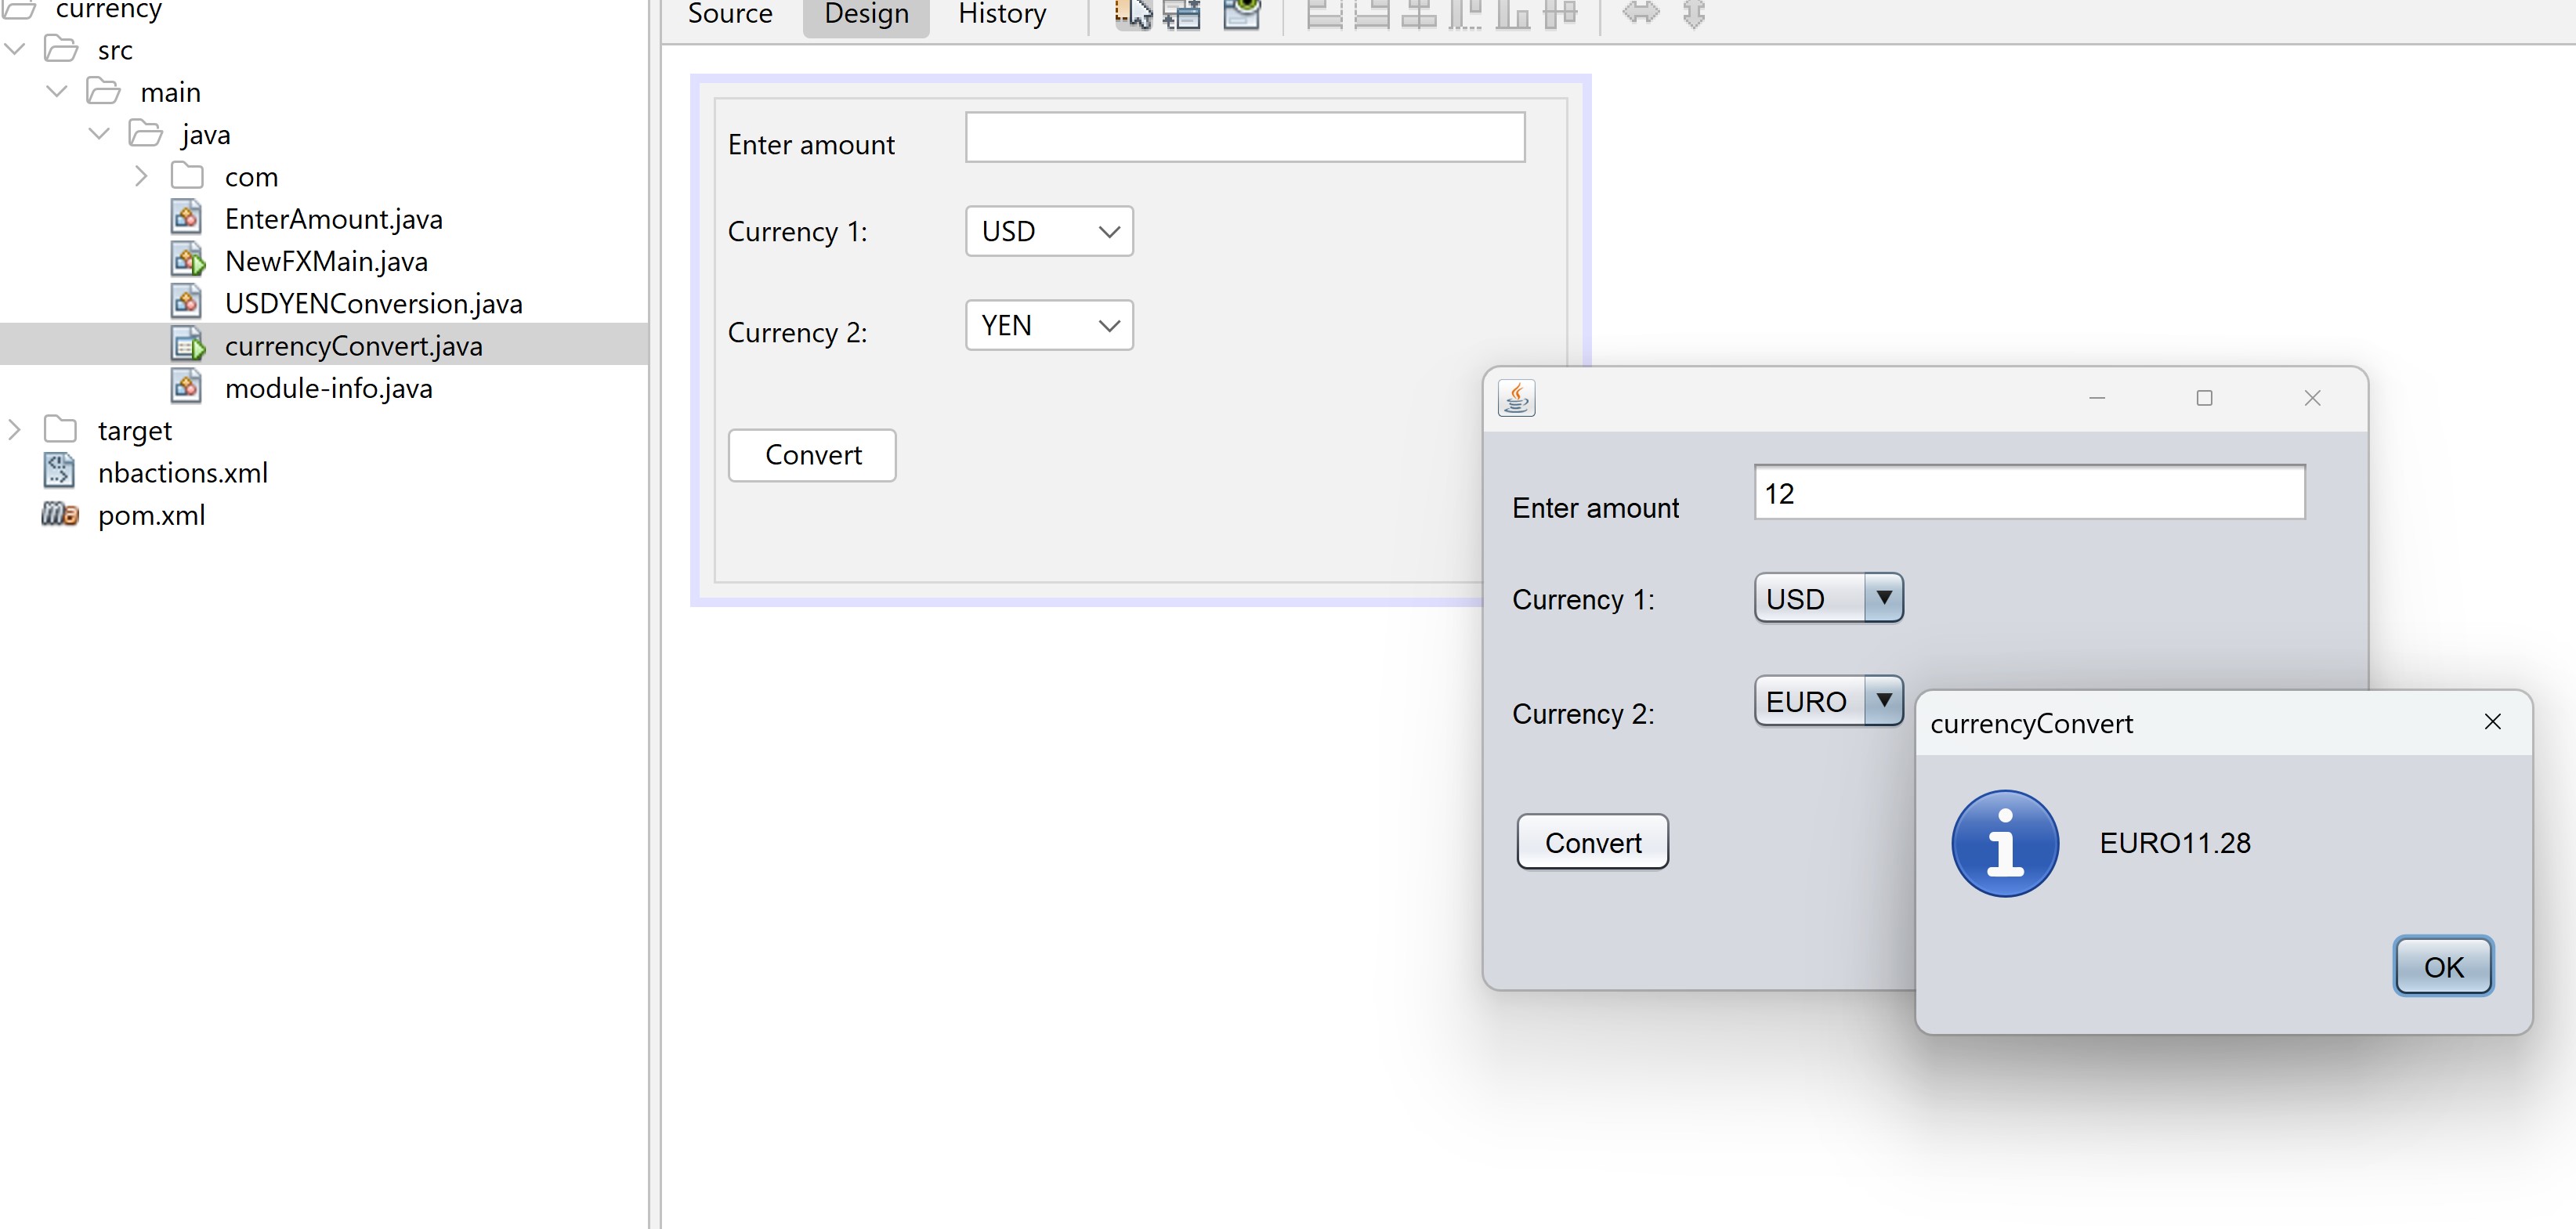 currency
src
main
java
com
EnterAmount.java
NewFXMain.java
USDYENConversion.java
currencyConvert.java
module-info.java
target
nbactions.xml
pom.xml
Source Design History
Enter amount
Currency 1: USD
Currency 2: YEN
Convert
Enter amount 12
Currency 1: USD
Currency 2: EURO
Convert
currencyConvert
EURO11.28
OK